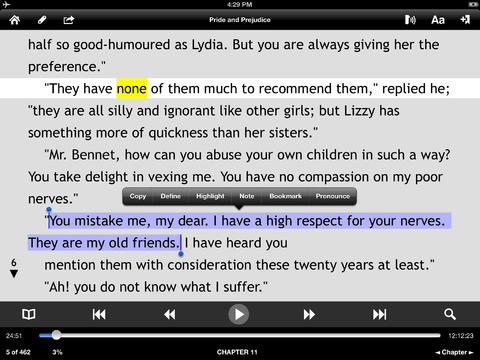 4:29 PM
Pride and Prejudice
Aa
half so good-humoured as Lydia. But you are always giving her the
preference."
"They have none of them much to recommend them," replied he;
"they are all silly and ignorant like other girls; but Lizzy has
something more of quickness than her sisters."
"Mr. Bennet, how can you abuse your own children in such a way?
You take delight in vexing me. You have no compassion on my poor
nerves."
Copy Define Highlight Note Bookmark Pronounce
"You mistake me, my dear. I have a high respect for your nerves.
They are my old friends. I have heard you
6
mention them with consideration these twenty years at least."
"Ah! you do not know what I suffer."
24:51 12:12:23
5 of 462 3% CHAPTER 11 ◄ Chapter ►